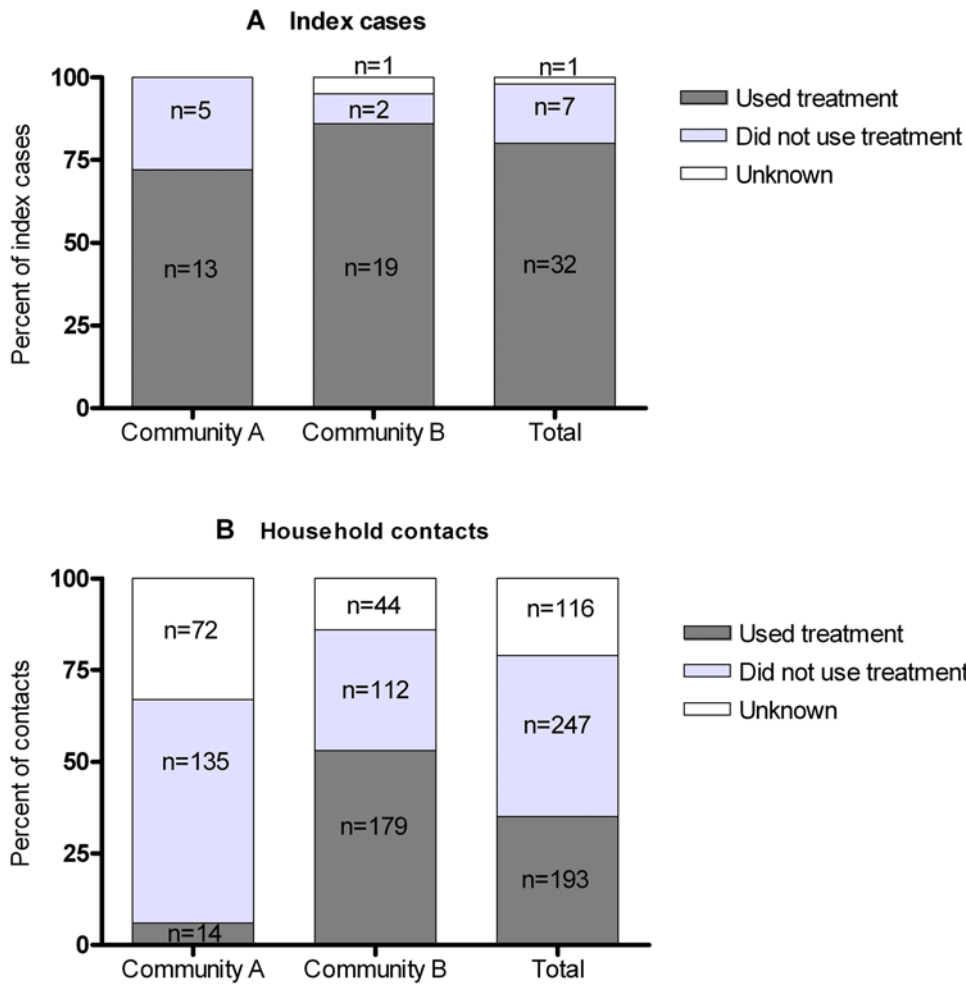 A Index cases
n=1
n=1
100
n=5
n=2
n=7
Used treatment
Did not use treatment
Unknown
75
50
n=13
n=19
n=32
25
0
Percent of index cases
Community A
Community B
Total
B Household contacts
100
n=72
n=44
n=116
Used treatment
Did not use treatment
Unknown
75
n=135
n=112
n=247
50
n=179
n=193
25
n=14
0
Percent of contacts
Community A
Community B
Total